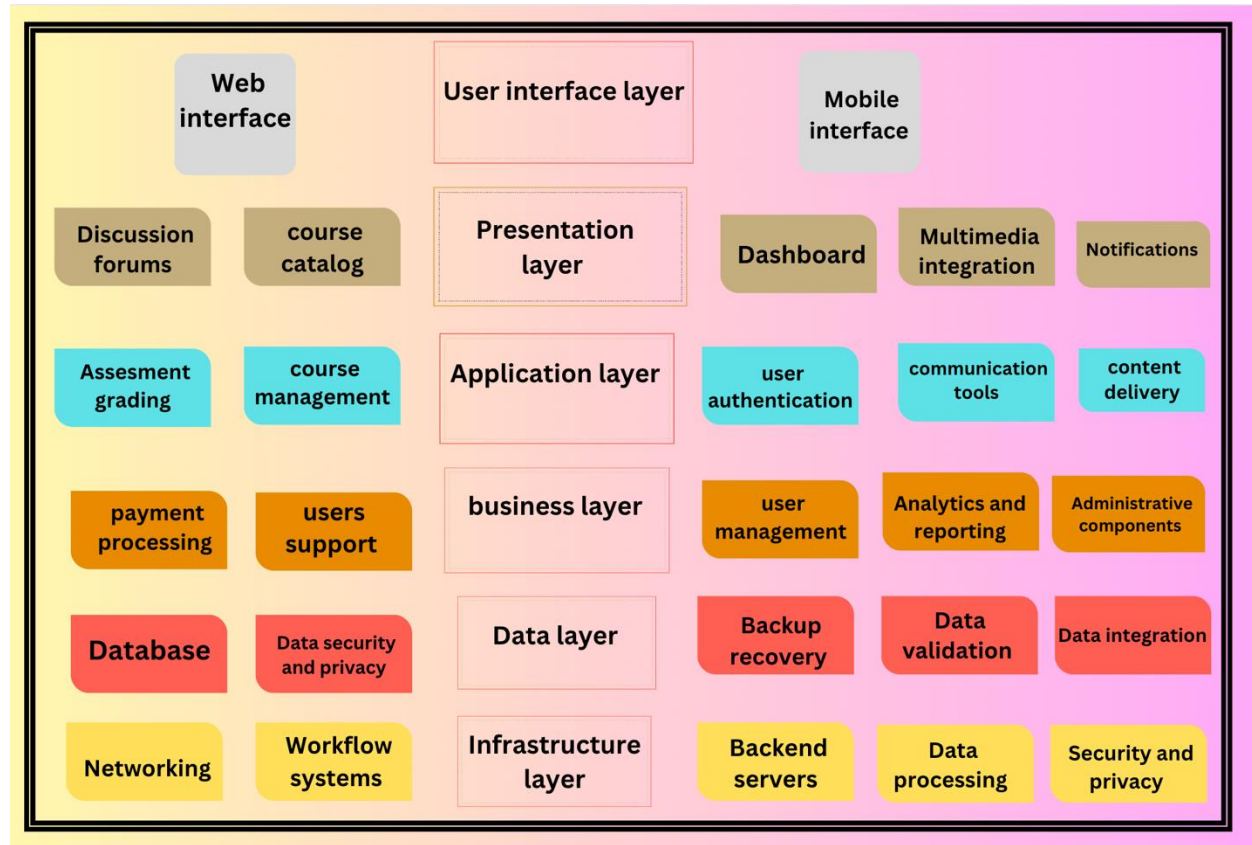 Web
interface
User interface layer
Mobile
interface
Discussion
forums
course
catalog
Presentation
layer
Dashboard
Multimedia
integration
Notifications
Assesment
grading
course
management
Application layer
user
authentication
communication
tools
content
delivery
payment
processing
users
support
business layer
user
management
Analytics and
reporting
Administrative
components
Database
Data security
and privacy
Data layer
Backup
recovery
Data
validation
Data integration
Networking
Workflow
systems
Infrastructure
layer
Backend
servers
Data
processing
Security and
privacy